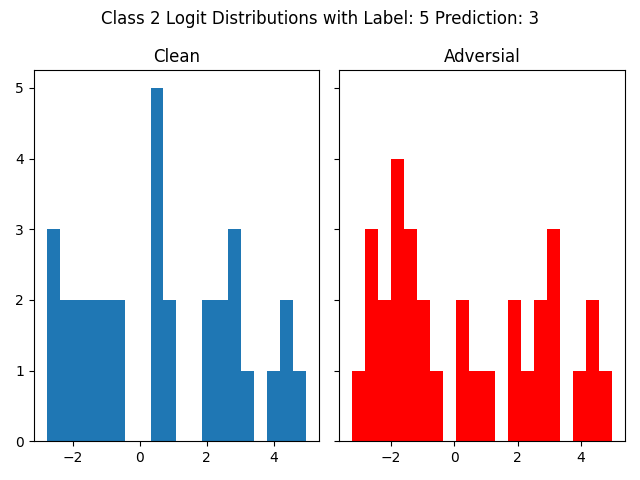 Class 2 Logit Distributions with Label: 5 Prediction: 3
Clean
Adversial
5
4
3
2
1
0
−2 0 2 4
−2 0 2 4